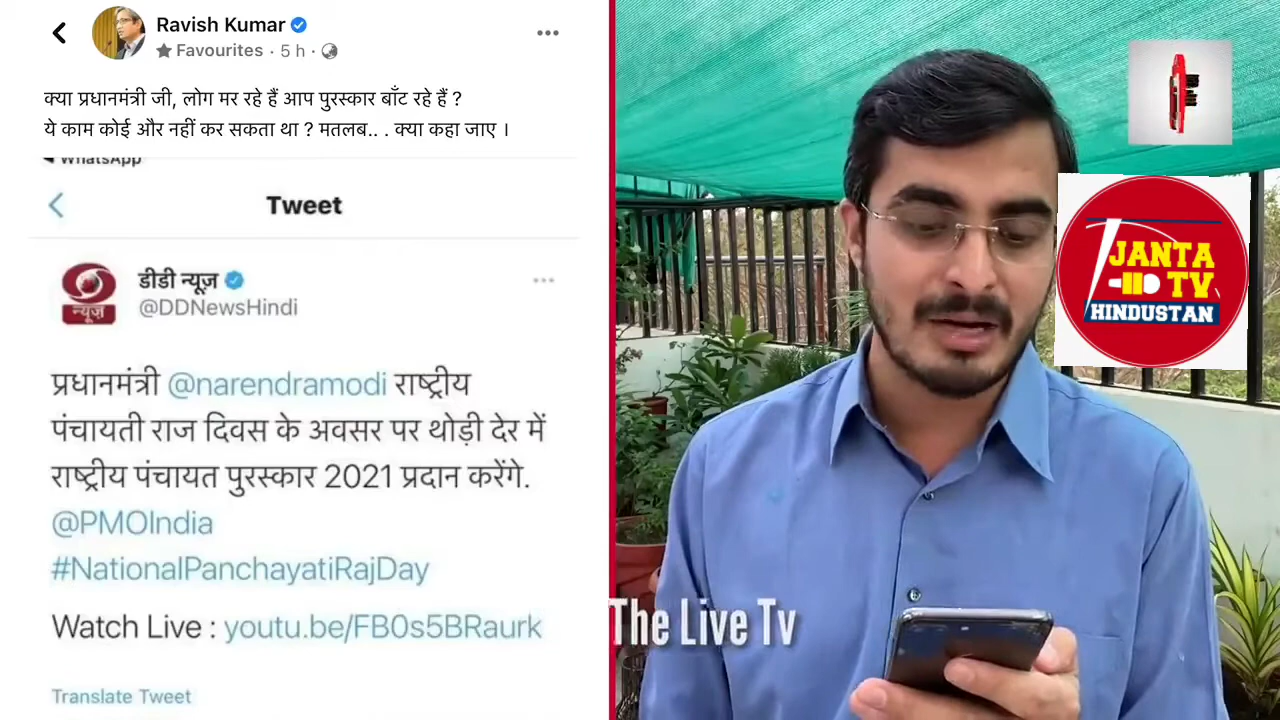 Ravish Kumar
Favourites · 5 h ·
क्या प्रधानमंत्री जी, लोग मर रहे हैं आप पुरस्कार बाँट रहे हैं ?
ये काम कोई और नहीं कर सकता था ? मतलब.. . क्या कहा जाए ।
WhatsApp
Tweet
डीडी न्यूज़
@DDNewsHindi
न्यूज़
प्रधानमंत्री @narendramodi राष्ट्रीय
पंचायती राज दिवस के अवसर पर थोड़ी देर में
राष्ट्रीय पंचायत पुरस्कार 2021 प्रदान करेंगे.
@PMOIndia
#NationalPanchayatiRajDay
Watch Live : youtu.be/FB0s5BRaurk
Translate Tweet
JANTA
TV
HINDUSTAN
The Live Tv